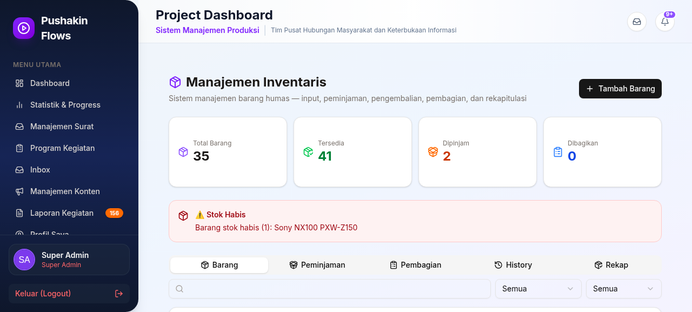 Pushakin
Flows
MENU UTAMA
Dashboard
Statistik & Progress
Manajemen Surat
Program Kegiatan
Inbox
Manajemen Konten
Laporan Kegiatan 156
Profil Saya
SA
Super Admin
Super Admin
Keluar (Logout)
Project Dashboard
Sistem Manajemen Produksi
Tim Pusat Hubungan Masyarakat dan Keterbukaan Informasi
9+
Manajemen Inventaris
Sistem manajemen barang humas — input, peminjaman, pengembalian, pembagian, dan rekapitulasi
Tambah Barang
Total Barang
35
Tersedia
41
Dipinjam
2
Dibagikan
0
⚠️ Stok Habis
Barang stok habis (1): Sony NX100 PXW-Z150
Barang
Peminjaman
Pembagian
History
Rekap
Semua
Semua